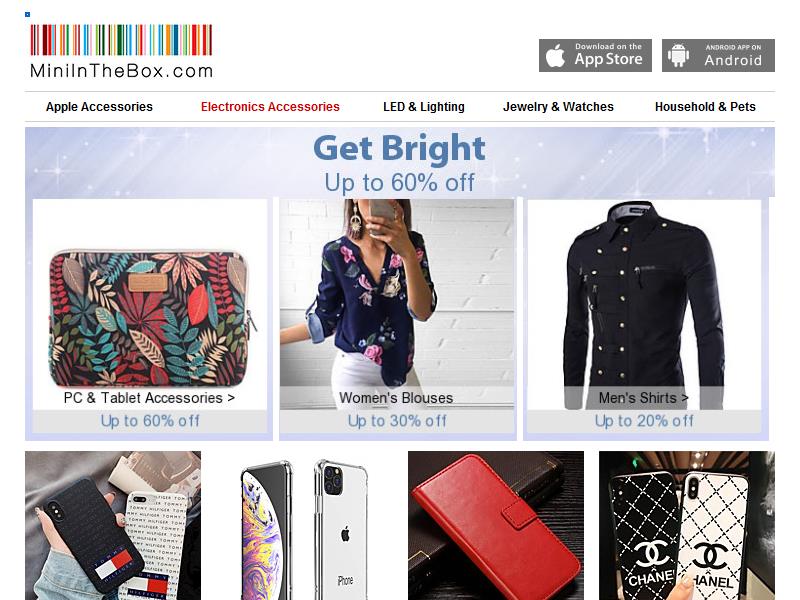 MiniInTheBox.com
Download on the
App Store
ANDROID APP ON
Android
Apple Accessories
Electronics Accessories
LED & Lighting
Jewelry & Watches
Household & Pets
Get Bright
Up to 60% off
PC & Tablet Accessories >
Women's Blouses
Men's Shirts >
Up to 60% off
Up to 30% off
Up to 20% off
TOMMY HILFIGER
iPhone
CHANE
HANEL